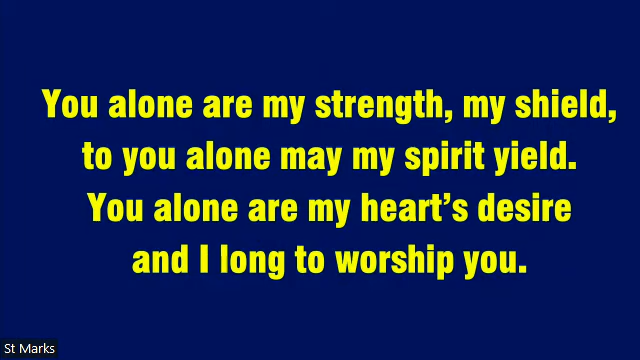 You alone are my strength, my shield,
to you alone may my spirit yield.
You alone are my heart's desire
and I long to worship you.
St Marks